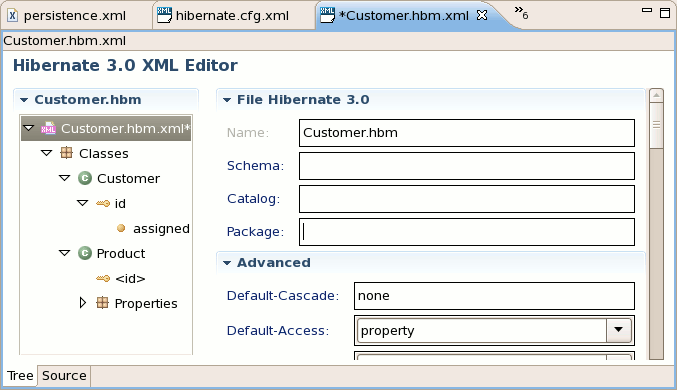 persistence.xml hibernate.cfg.xml *Customer.hbm.xml »6
Customer.hbm.xml
Hibernate 3.0 XML Editor
Customer.hbm
Customer.hbm.xml*
Classes
Customer
id
assigned
Product
<id>
Properties
File Hibernate 3.0
Name: Customer.hbm
Schema:
Catalog:
Package:
Advanced
Default-Cascade: none
Default-Access: property
Tree Source